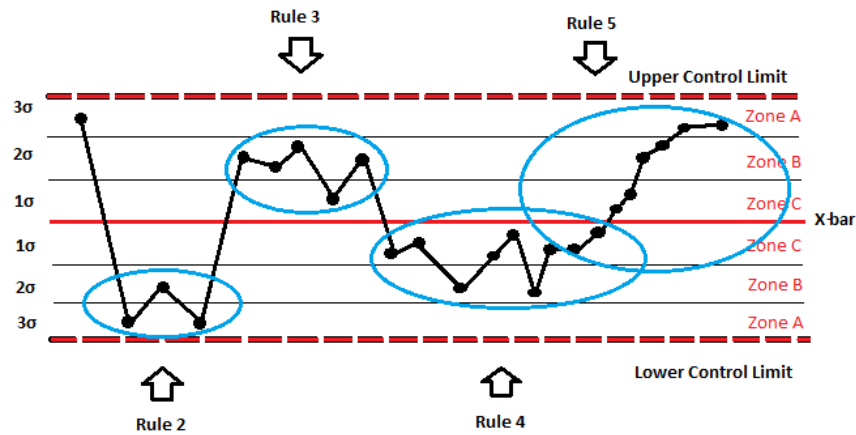 Rule 3
Rule 5
Upper Control Limit
3σ
Zone A
2σ
Zone B
1σ
Zone C
X-bar
1σ
Zone C
2σ
Zone B
3σ
Zone A
Lower Control Limit
Rule 2
Rule 4